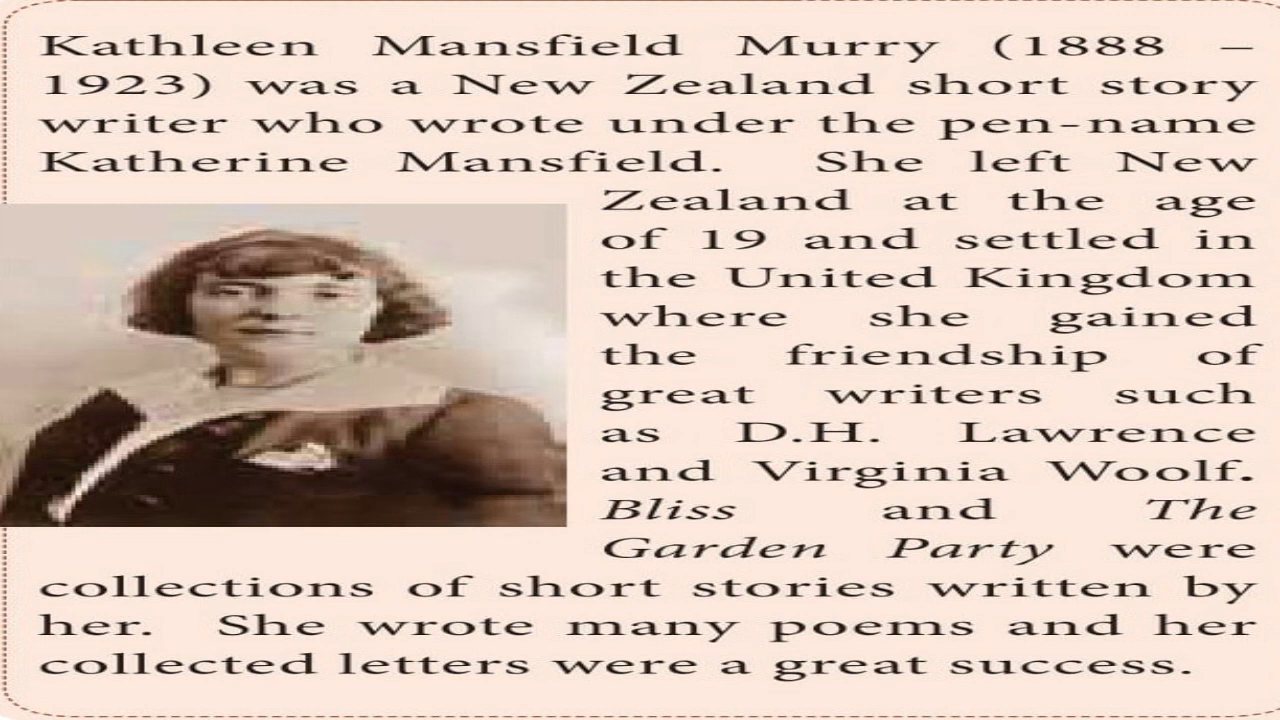 Kathleen Mansfield Murry (1888 –
1923) was a New Zealand short story
writer who wrote under the pen-name
Katherine Mansfield. She left New
Zealand at the age
of 19 and settled in
the United Kingdom
where she gained
the friendship of
great writers such
as D.H. Lawrence
and Virginia Woolf.
Bliss and The
Garden Party were
collections of short stories written by
her. She wrote many poems and her
collected letters were a great success.